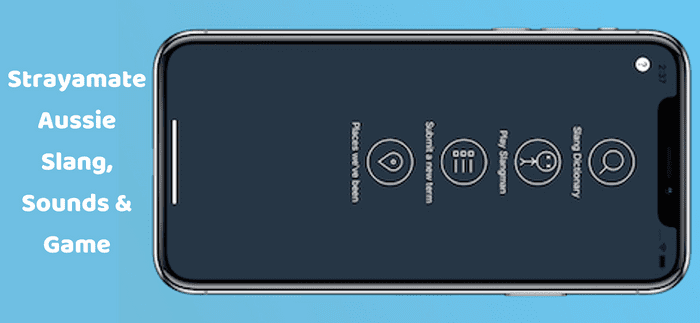 Strayamate
Aussie
Slang,
Sounds &
Game
2:37
?
Slang Dictionary
Play Slangman
Submit a new term
Places we've been